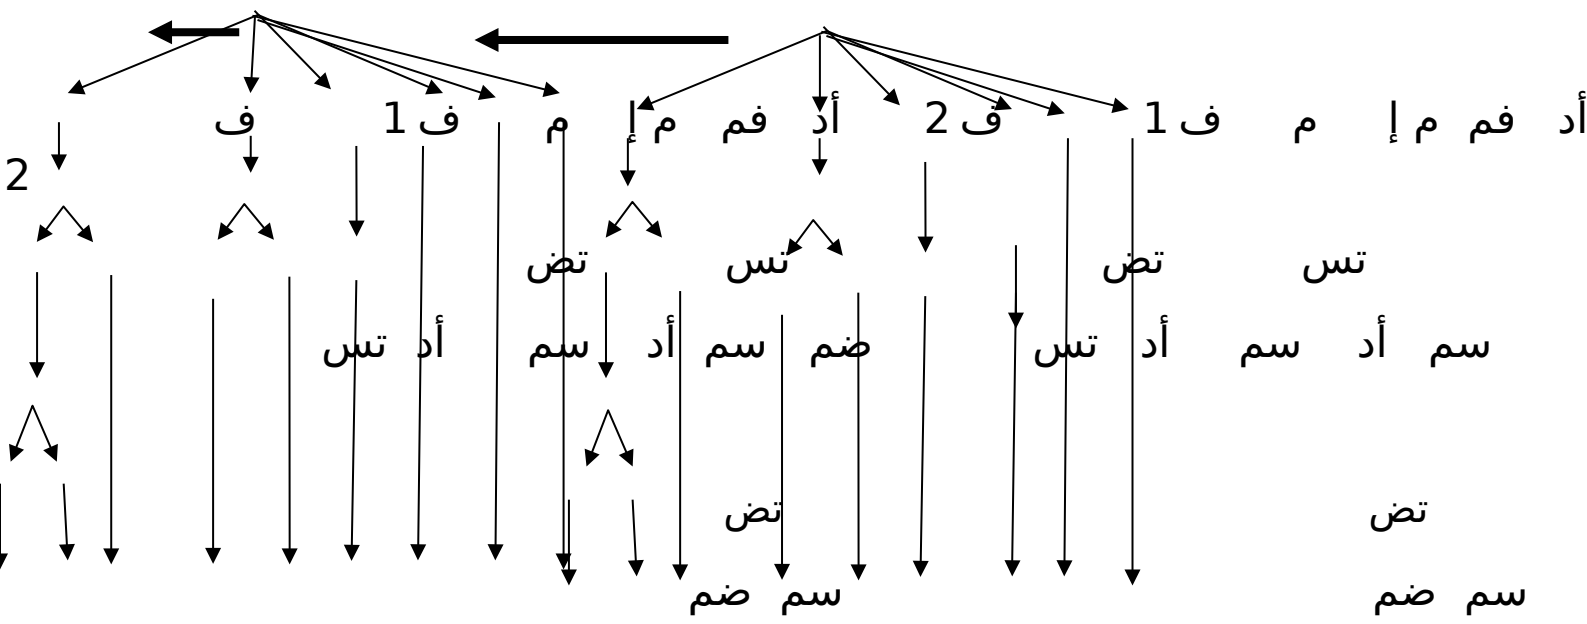 أد فم م إ م ف 1 ف 2 أد فم م إ م ف 1 ف
2
تس تض تس تض
سم أد سم أد تس ضم سم أد سم أد تس
تض تض
سم ضم سم ضم